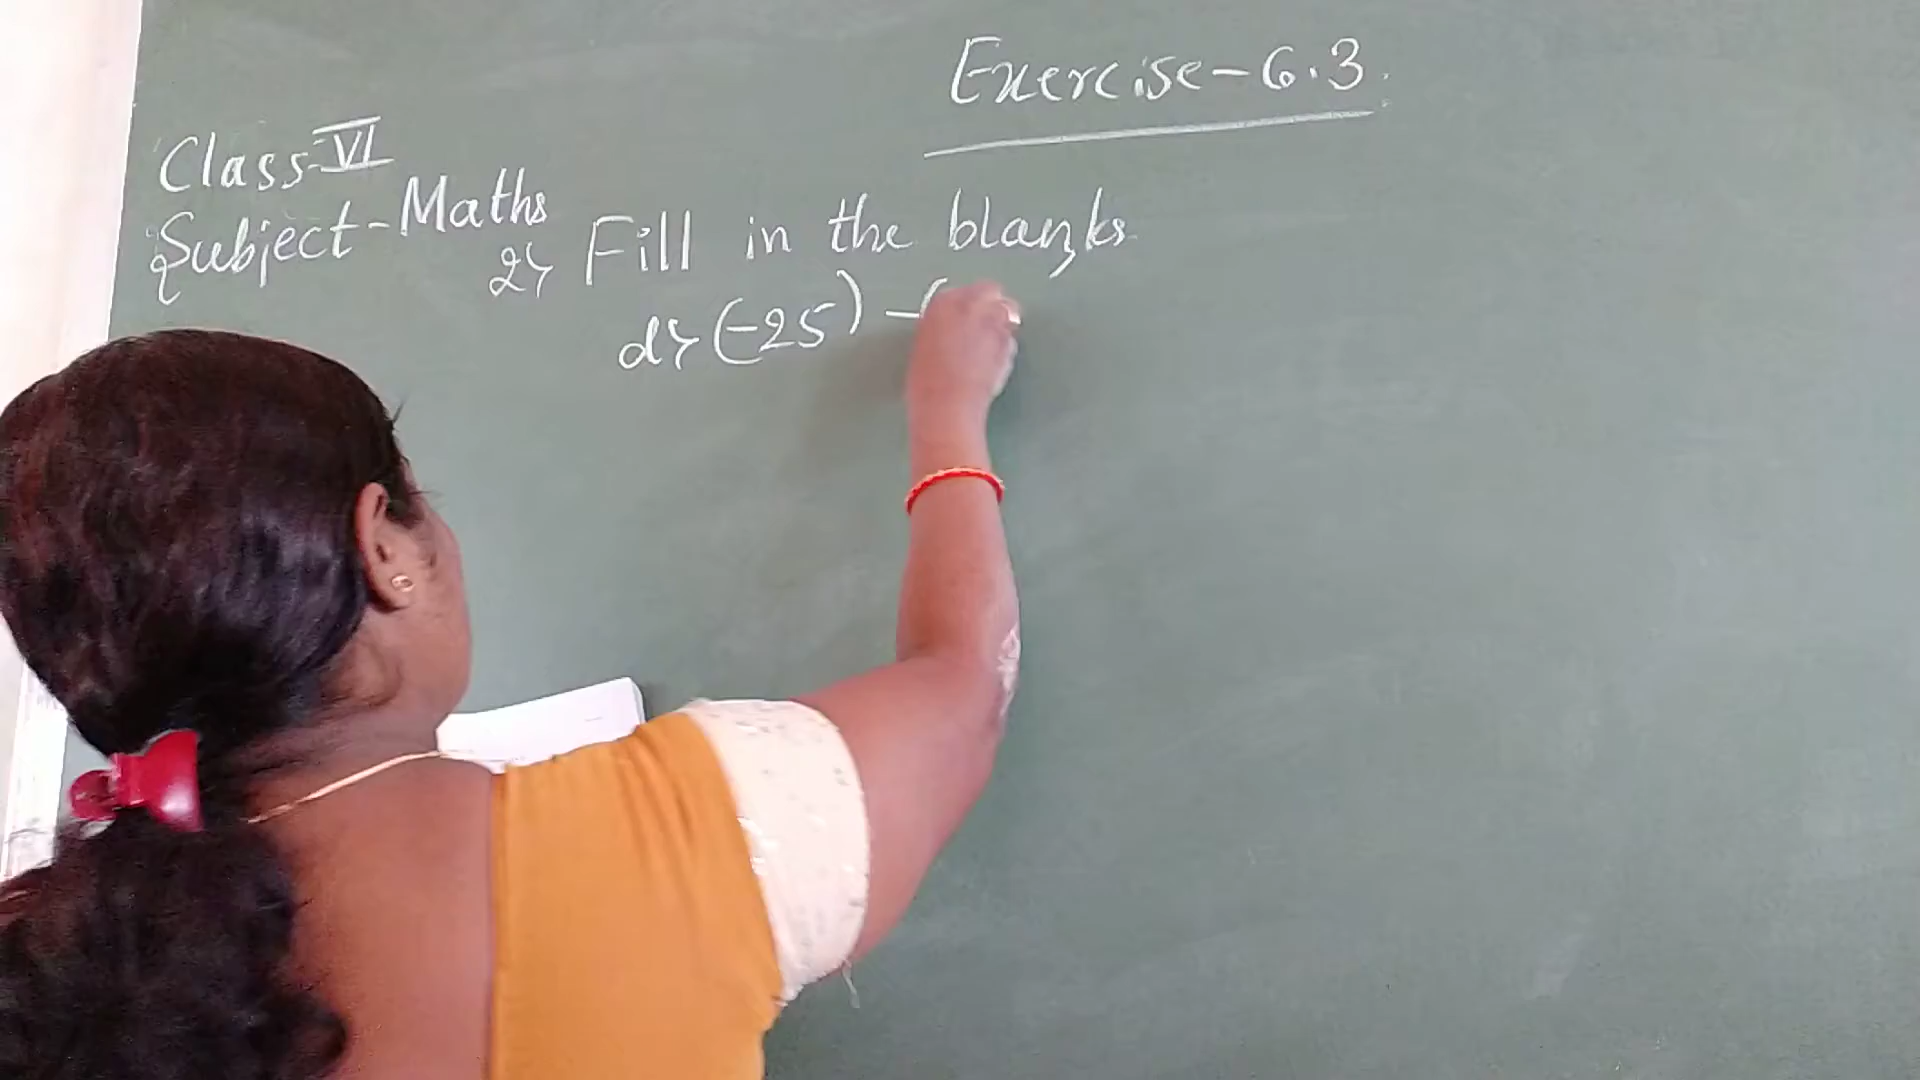 Exercise - 6.3
Class - VI
Subject - Maths
2) Fill in the blanks
d) (-25) - (